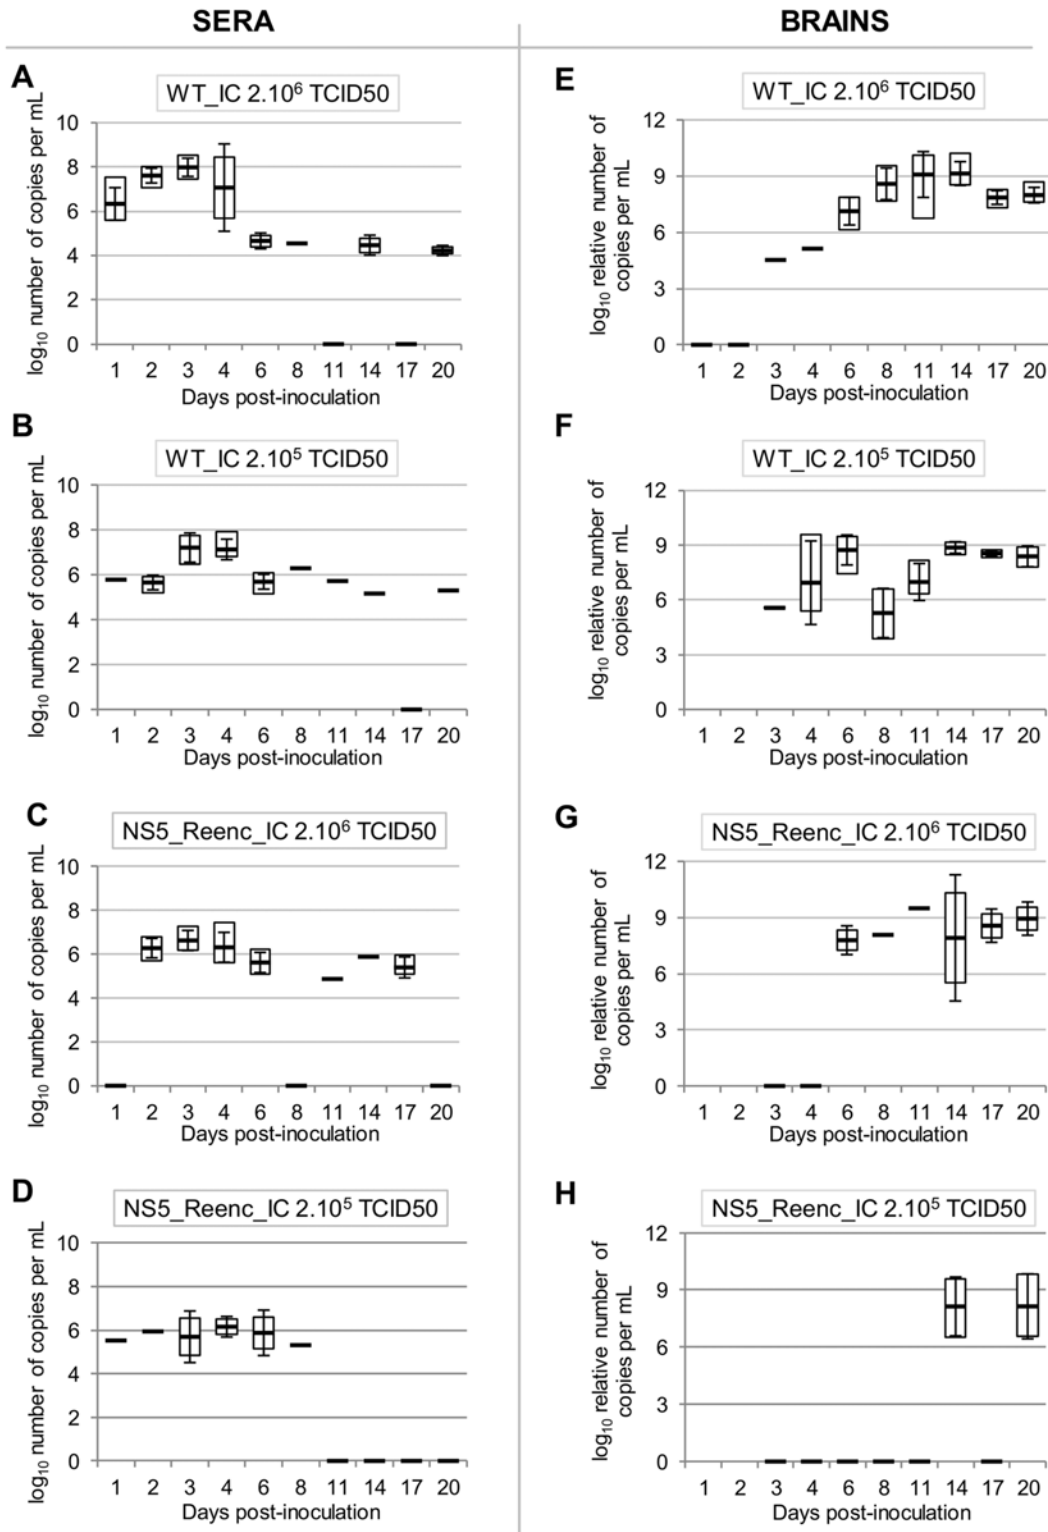 SERA
BRAINS
A
WT_IC 2.10⁶ TCID50
log₁₀ number of copies per mL
10
8
6
4
2
0
1 2 3 4 6 8 11 14 17 20
Days post-inoculation
E
WT_IC 2.10⁶ TCID50
log₁₀ relative number of
copies per mL
12
9
6
3
0
1 2 3 4 6 8 11 14 17 20
Days post-inoculation
B
WT_IC 2.10⁵ TCID50
log₁₀ number of copies per mL
10
8
6
4
2
0
1 2 3 4 6 8 11 14 17 20
Days post-inoculation
F
WT_IC 2.10⁵ TCID50
log₁₀ relative number of
copies per mL
12
9
6
3
0
1 2 3 4 6 8 11 14 17 20
Days post-inoculation
C
NS5_Reenc_IC 2.10⁶ TCID50
log₁₀ number of copies per mL
10
8
6
4
2
0
1 2 3 4 6 8 11 14 17 20
Days post-inoculation
G
NS5_Reenc_IC 2.10⁶ TCID50
log₁₀ relative number of
copies per mL
12
9
6
3
0
1 2 3 4 6 8 11 14 17 20
Days post-inoculation
D
NS5_Reenc_IC 2.10⁵ TCID50
log₁₀ number of copies per mL
10
8
6
4
2
0
1 2 3 4 6 8 11 14 17 20
Days post-inoculation
H
NS5_Reenc_IC 2.10⁵ TCID50
log₁₀ relative number of
copies per mL
12
9
6
3
0
1 2 3 4 6 8 11 14 17 20
Days post-inoculation